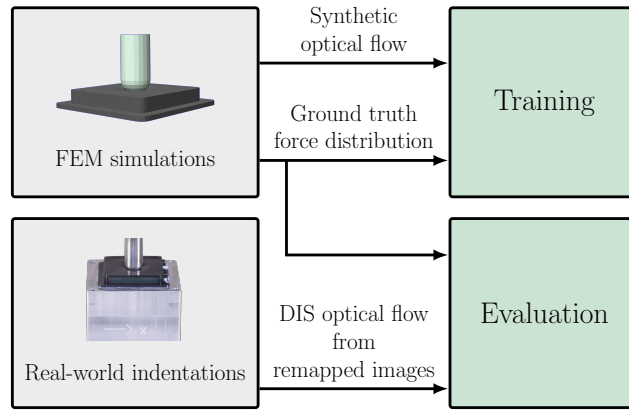 Synthetic
optical flow
Training
FEM simulations
Ground truth
force distribution
Real-world indentations
X
DIS optical flow
from
remapped images
Evaluation